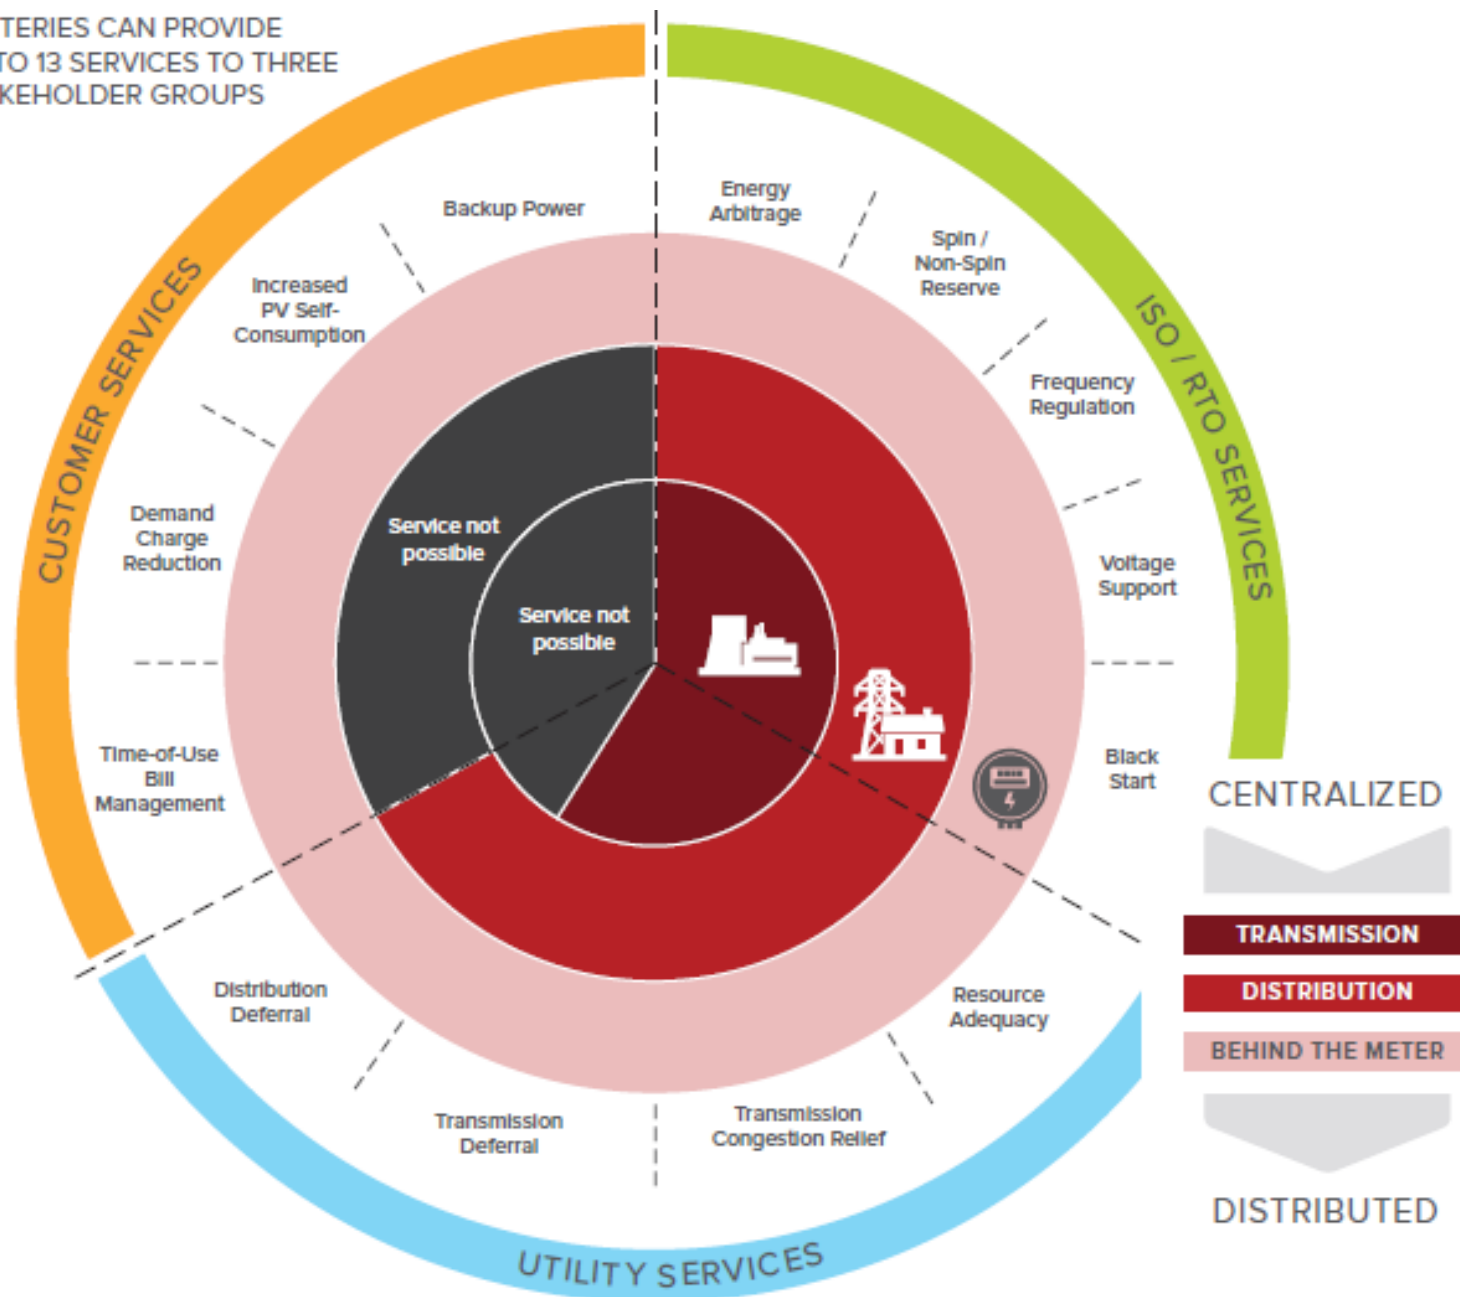 TERIES CAN PROVIDE
TO 13 SERVICES TO THREE
KEHOLDER GROUPS
CUSTOMER SERVICES
ISO / RTO SERVICES
UTILITY SERVICES
Backup Power
Increased
PV Self-
Consumption
Demand
Charge
Reduction
Time-of-Use
Bill
Management
Energy
Arbitrage
Spin /
Non-Spin
Reserve
Frequency
Regulation
Voltage
Support
Black
Start
Service not
possible
Service not
possible
Distribution
Deferral
Transmission
Deferral
Transmission
Congestion Relief
Resource
Adequacy
CENTRALIZED
TRANSMISSION
DISTRIBUTION
BEHIND THE METER
DISTRIBUTED